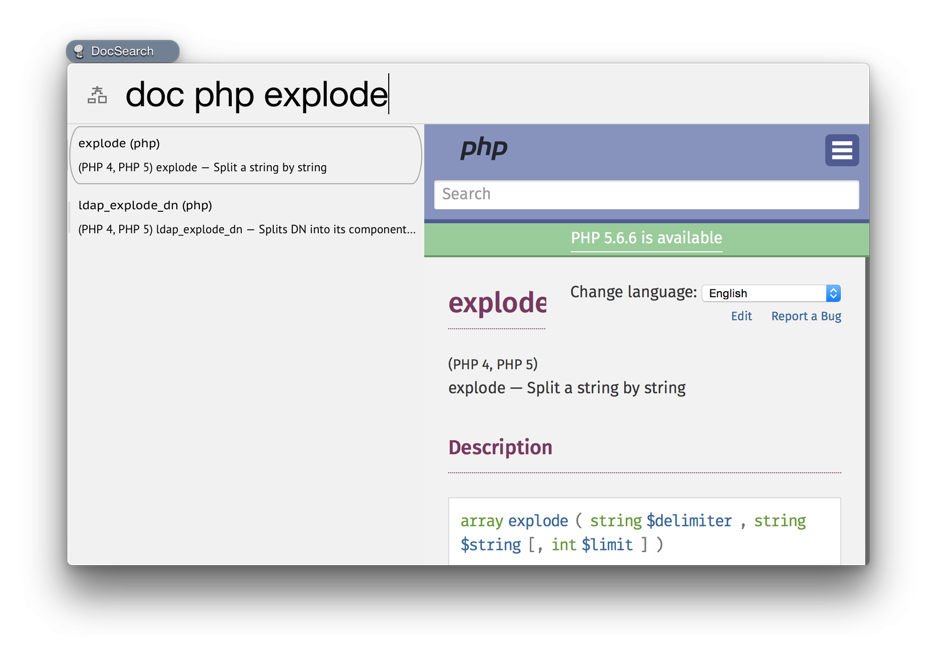 DocSearch
doc php explode
explode (php)
(PHP 4, PHP 5) explode — Split a string by string
ldap_explode_dn (php)
(PHP 4, PHP 5) ldap_explode_dn — Splits DN into its component...
php
Search
PHP 5.6.6 is available
Change language: English
explode
Edit Report a Bug
(PHP 4, PHP 5)
explode — Split a string by string
Description
array explode ( string $delimiter , string
$string [, int $limit ] )